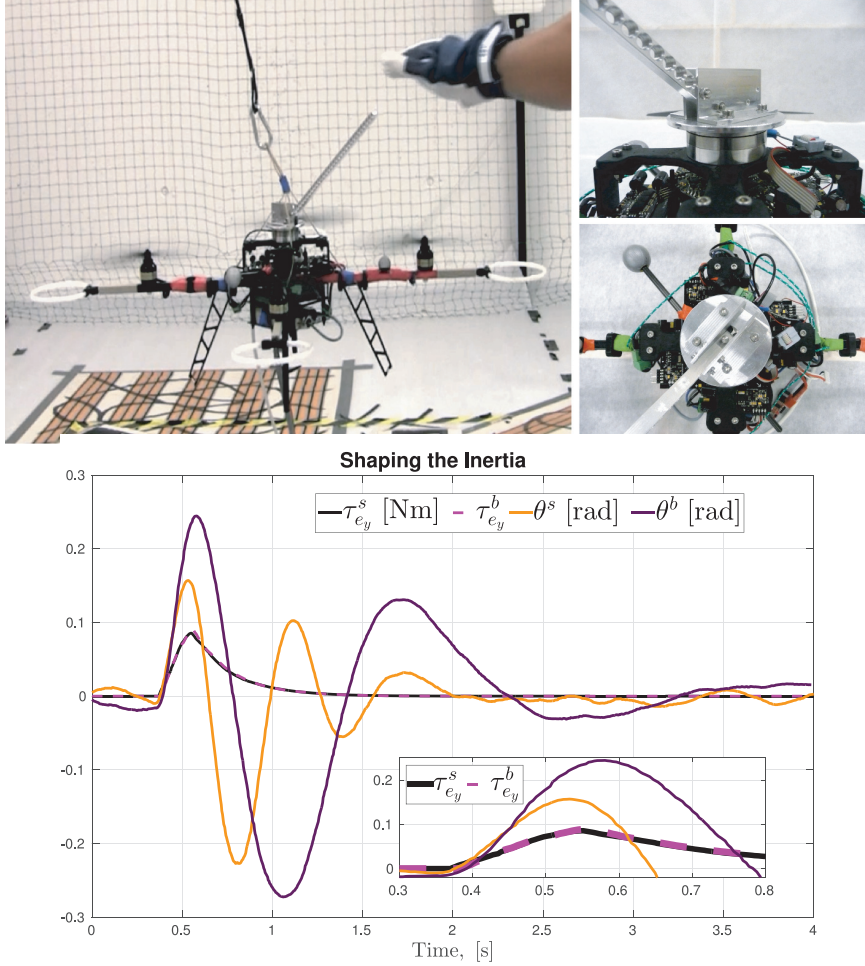 Shaping the Inertia
τ^s_{e_y} [Nm] τ^b_{e_y} θ^s [rad] θ^b [rad]
0.3
0.2
0.1
0
-0.1
-0.2
-0.3
0 0.5 1 1.5 2 2.5 3 3.5 4
Time, [s]
τ^s_{e_y} τ^b_{e_y}
0.2
0.1
0
0.3 0.4 0.5 0.6 0.7 0.8